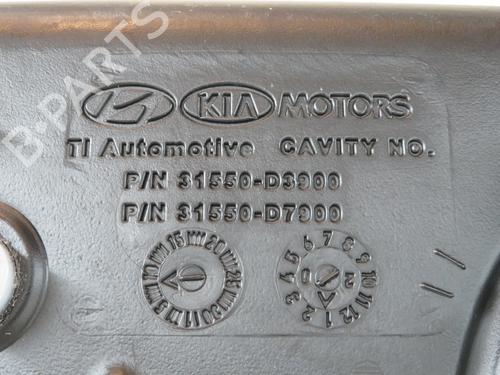 KIA MOTORS
TI Automotive CAVITY NO.
P/N 31550-D3900
P/N 31550-D7900
B-PARTS